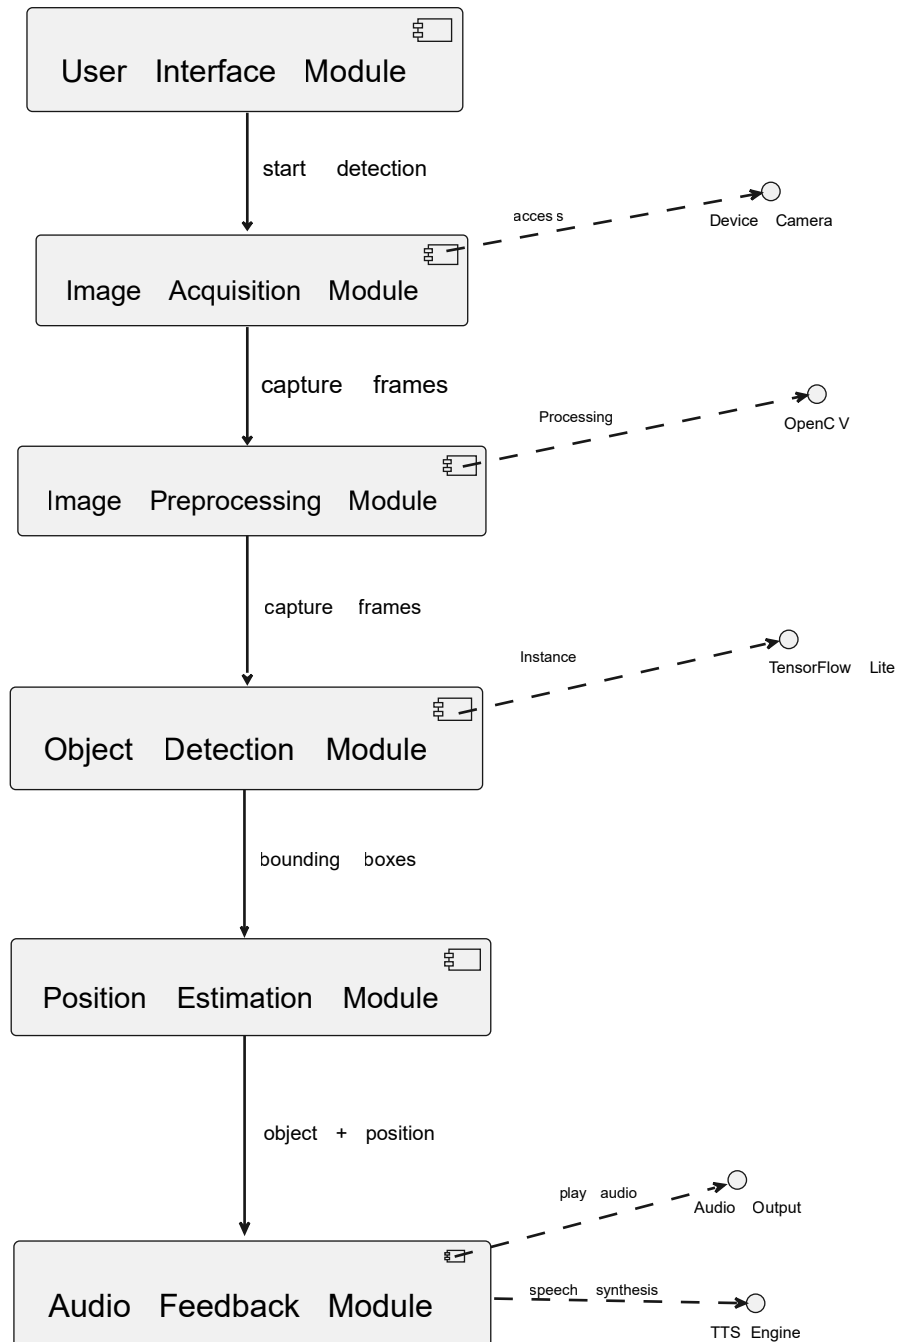 User Interface Module
start detection
access
Device Camera
Image Acquisition Module
capture frames
Processing
OpenCV
Image Preprocessing Module
capture frames
Instance
TensorFlow Lite
Object Detection Module
bounding boxes
Position Estimation Module
object + position
play audio
Audio Output
Audio Feedback Module
speech synthesis
TTS Engine